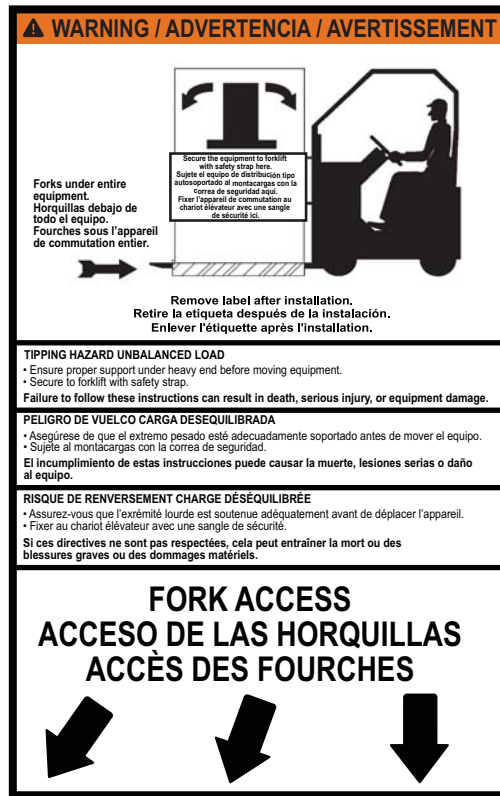 WARNING / ADVERTENCIA / AVERTISSEMENT
Secure the equipment to forklift
with safety strap here.
Sujete el equipo de distribución tipo
autosoportado al montacargas con la
correa de seguridad aquí.
Fixer l'appareil de commutation au
chariot élévateur avec une sangle
de sécurité ici.
Forks under entire
equipment.
Horquillas debajo de
todo el equipo.
Fourches sous l'appareil
de commutation entier.
Remove label after installation.
Retire la etiqueta después de la instalación.
Enlever l'étiquette après l'installation.
TIPPING HAZARD UNBALANCED LOAD
• Ensure proper support under heavy end before moving equipment.
• Secure to forklift with safety strap.
Failure to follow these instructions can result in death, serious injury, or equipment damage.
PELIGRO DE VUELCO CARGA DESEQUILIBRADA
• Asegúrese de que el extremo pesado esté adecuadamente soportado antes de mover el equipo.
• Sujete al montacargas con la correa de seguridad.
El incumplimiento de estas instrucciones puede causar la muerte, lesiones serias o daño
al equipo.
RISQUE DE RENVERSEMENT CHARGE DÉSÉQUILIBRÉE
• Assurez-vous que l'exrémité lourde est soutenue adéquatement avant de déplacer l'appareil.
• Fixer au chariot élévateur avec une sangle de sécurité.
Si ces directives ne sont pas respectées, cela peut entraîner la mort ou des
blessures graves ou des dommages matériels.
FORK ACCESS
ACCESO DE LAS HORQUILLAS
ACCÈS DES FOURCHES